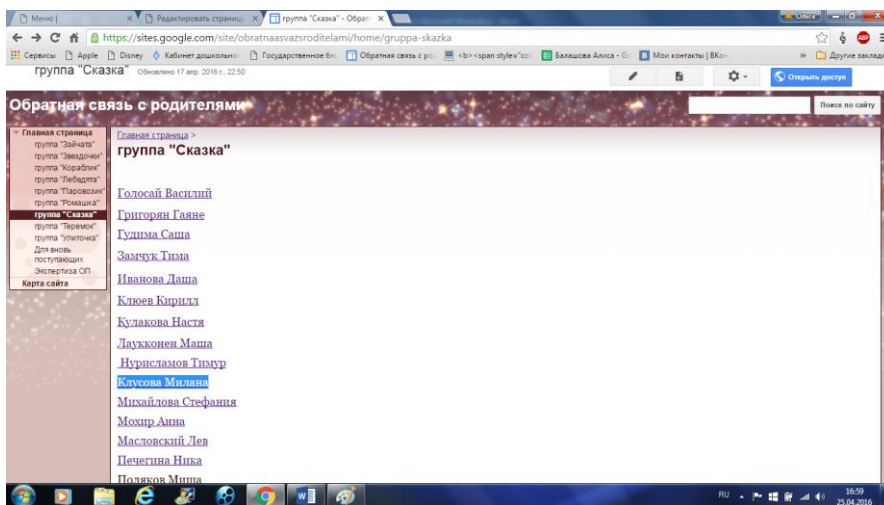 Меню |
Редактировать страницу
группа "Сказка" - Обратн
Ольга
https://sites.google.com/site/obratnaasvazsroditelami/home/gruppa-skazka
Сервисы Apple Disney Кабинет дошкольно Государственное бю Обратная связь с ро <b><span style="col Балашова Алиса - Go Мои контакты | ВКон » Другие заклад
группа "Сказка" Обновлено 17 апр. 2016 г., 22:50
Открыть доступ
Обратная связь с родителями
Поиск по сайту
Главная страница
группа "Зайчата"
группа "Звездочки"
группа "Кораблик"
группа "Лебедята"
группа "Паровозик"
группа "Ромашка"
группа "Сказка"
группа "Теремок"
группа "Улиточка"
Для вновь
поступающих
Экспертиза ОП
Карта сайта
Главная страница >
группа "Сказка"
Голосай Василий
Григорян Гаяне
Гудима Саша
Замчук Тима
Иванова Даша
Клюев Кирилл
Кулакова Настя
Лаукконен Маша
Нурисламов Тимур
Клусова Милана
Михайлова Стефания
Мохир Анна
Масловский Лев
Печегина Ника
Поляков Миша
RU
16:59
25.04.2016